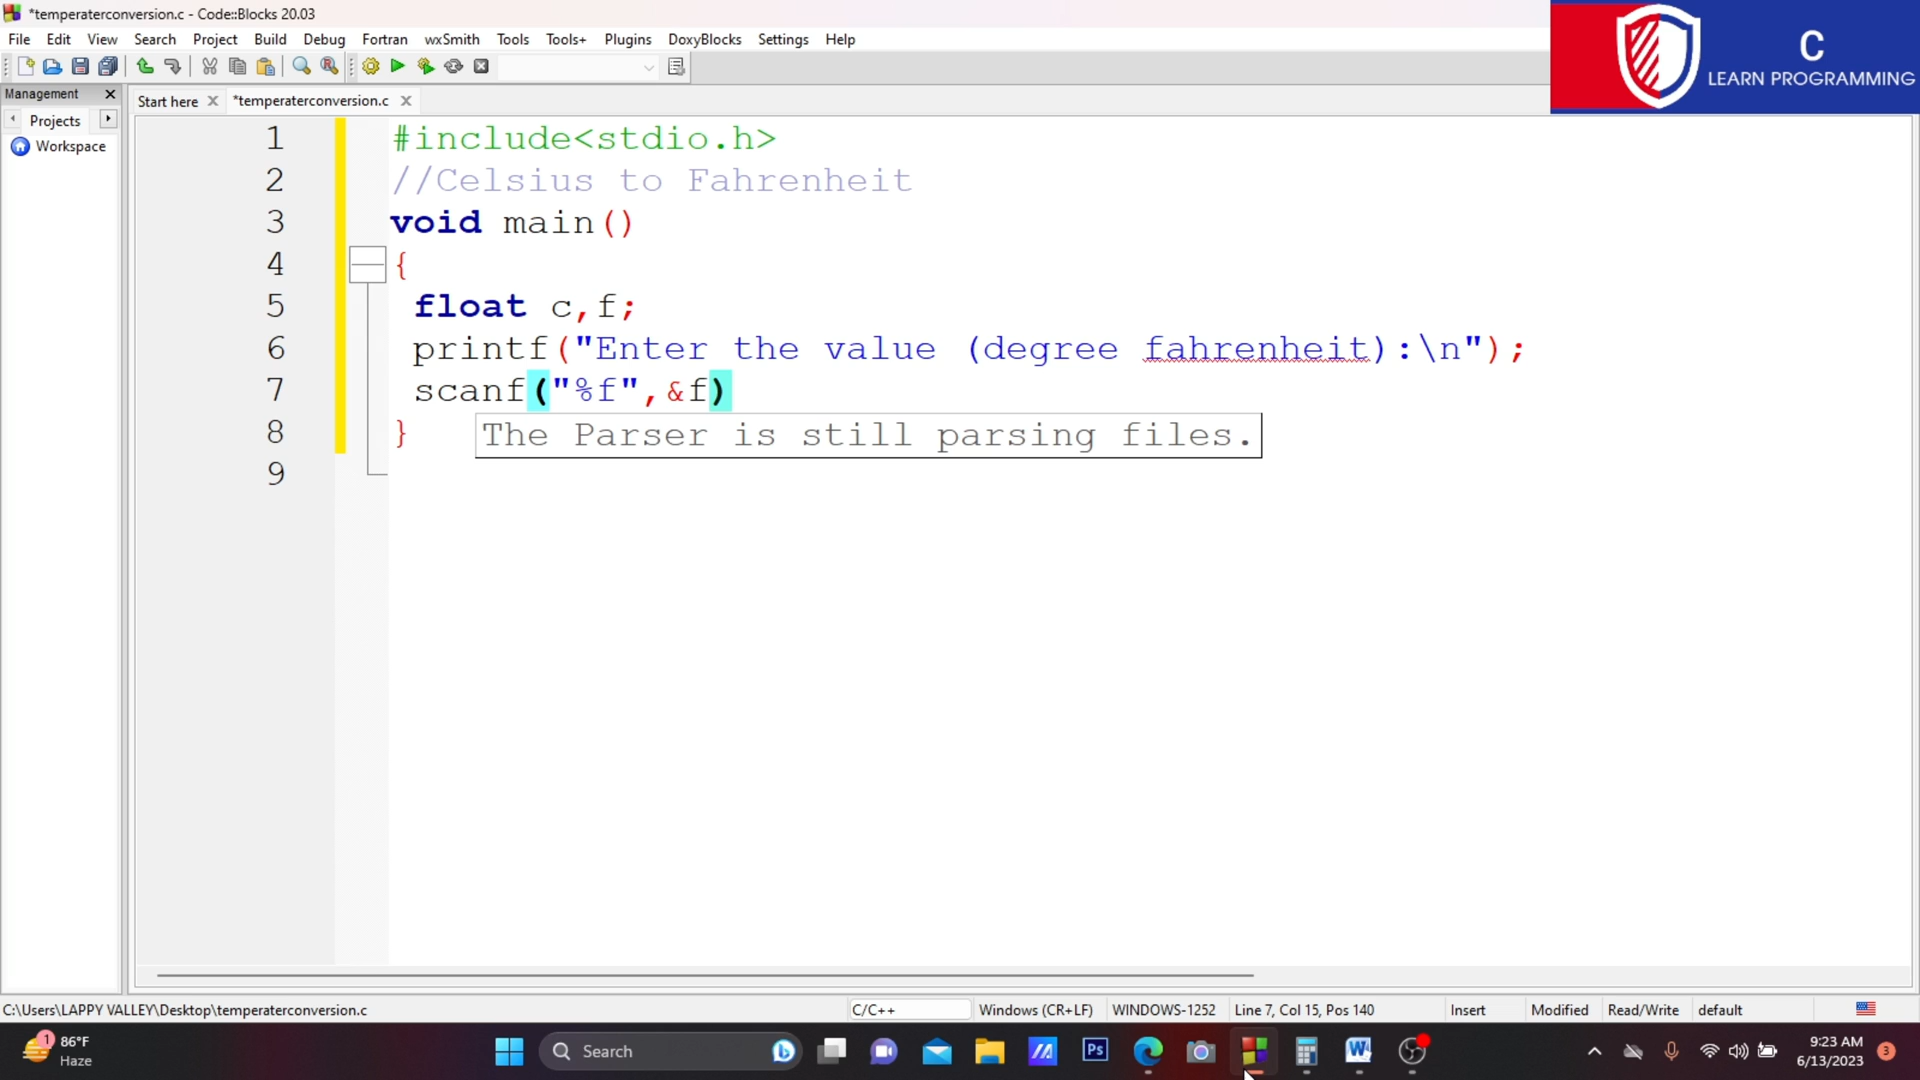 *temperaterconversion.c - Code::Blocks 20.03
File Edit View Search Project Build Debug Fortran wxSmith Tools Tools+ Plugins DoxyBlocks Settings Help
C
LEARN PROGRAMMING
Management
Start here *temperaterconversion.c
Projects
Workspace
1 #include<stdio.h>
2 //Celsius to Fahrenheit
3 void main()
4 {
5 float c,f;
6 printf("Enter the value (degree fahrenheit):\n");
7 scanf("%f",&f)
8 }
The Parser is still parsing files.
9
C:\Users\LAPPY VALLEY\Desktop\temperaterconversion.c C/C++ Windows (CR+LF) WINDOWS-1252 Line 7, Col 15, Pos 140 Insert Modified Read/Write default
1 86°F
Haze
Search
Ps
W
9:23 AM
6/13/2023
3